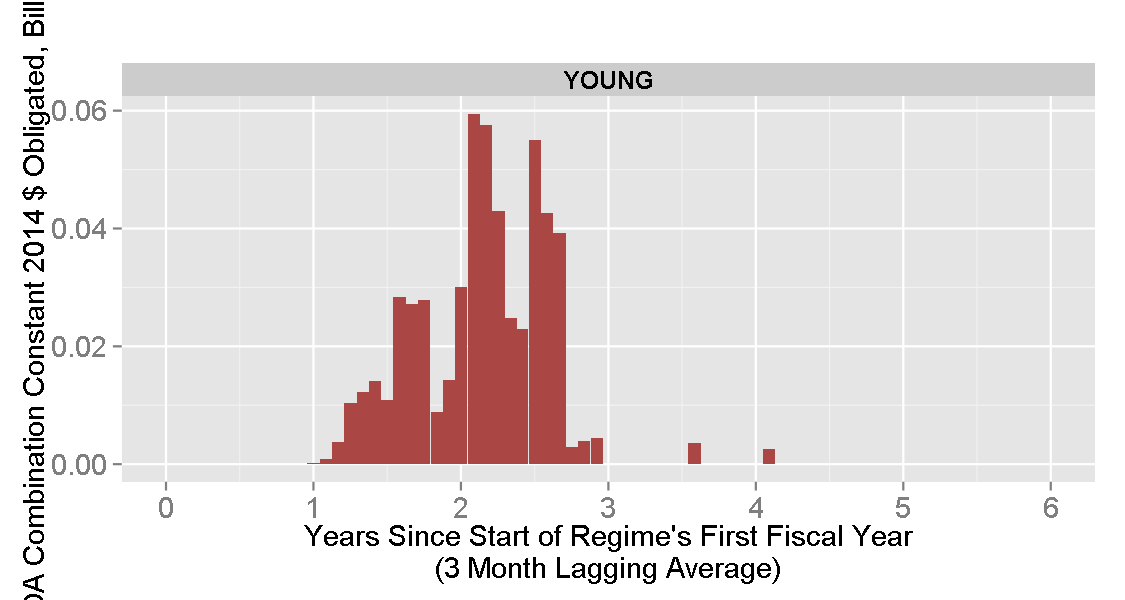 YOUNG
Combination Constant 2014 $ Obligated,
0.06
0.04
0.02
0.00
0 1 2 3 4 5 6
Years Since Start of Regime's First Fiscal Year
(3 Month Lagging Average)